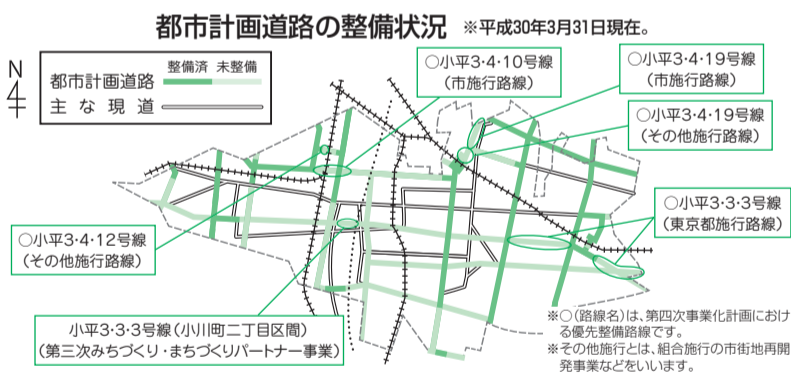 都市計画道路の整備状況 ※平成30年3月31日現在。
N
整備済 未整備
都市計画道路
主な現道
○小平3・4・10号線
(市施行路線)
○小平3・4・19号線
(市施行路線)
○小平3・4・19号線
(その他施行路線)
○小平3・3・3号線
(東京都施行路線)
○小平3・4・12号線
(その他施行路線)
小平3・3・3号線(小川町二丁目区間)
(第三次みちづくり・まちづくりパートナー事業)
※○(路線名)は、第四次事業化計画におけ
る優先整備路線です。
※その他施行とは、組合施行の市街地再開
発事業などをいいます。